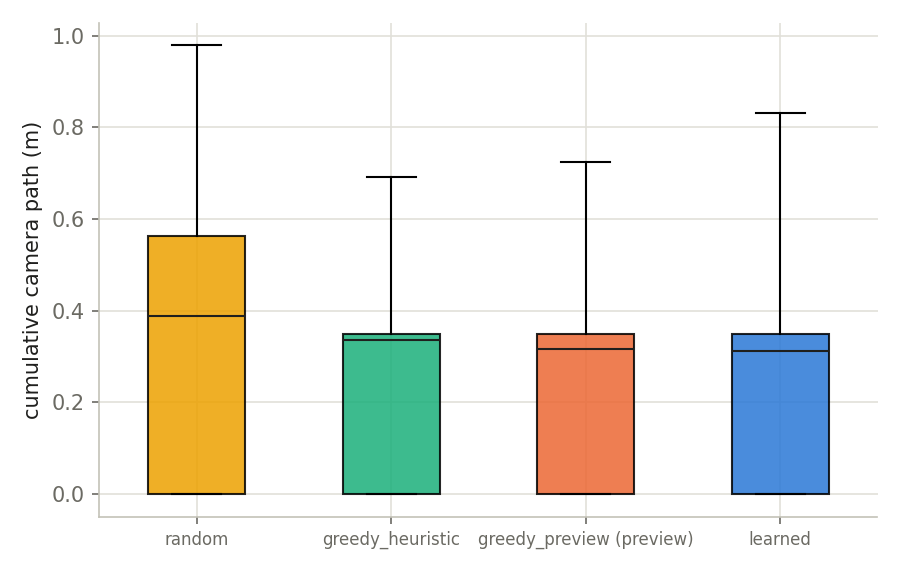 cumulative camera path (m)
1.0
0.8
0.6
0.4
0.2
0.0
random
greedy_heuristic
greedy_preview (preview)
learned